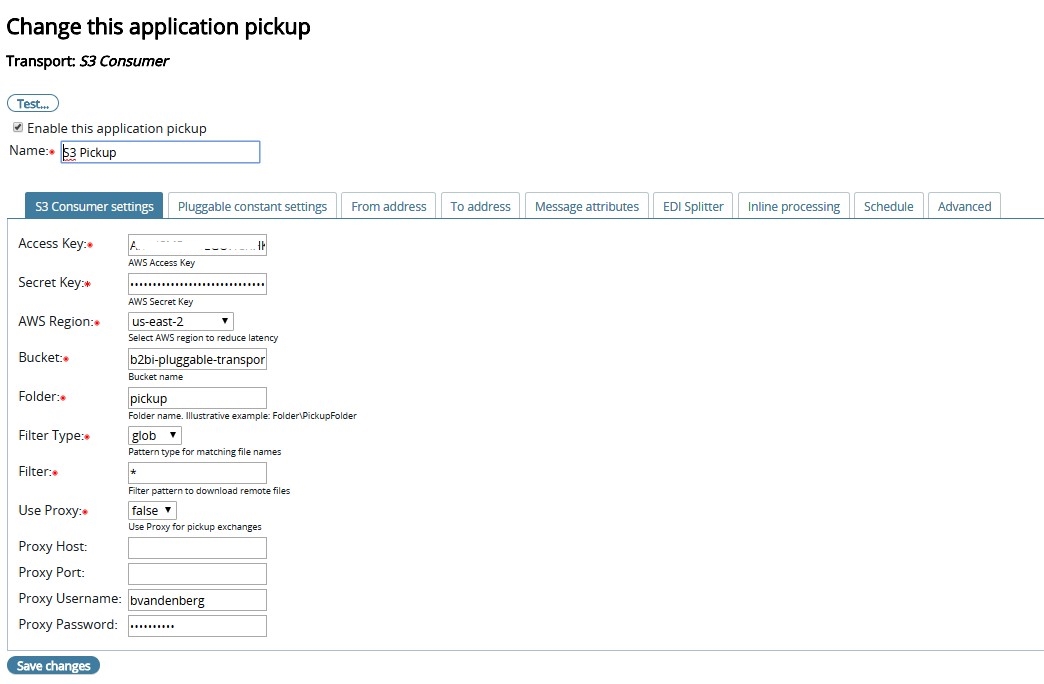 Change this application pickup
Transport: S3 Consumer
Test...
Enable this application pickup
Name:* S3 Pickup
S3 Consumer settings Pluggable constant settings From address To address Message attributes EDI Splitter Inline processing Schedule Advanced
Access Key:*
AWS Access Key
Secret Key:* ••••••••••••••••••••••••••••••
AWS Secret Key
AWS Region:* us-east-2
Select AWS region to reduce latency
Bucket:* b2bi-pluggable-transpor
Bucket name
Folder:* pickup
Folder name. Illustrative example: Folder\PickupFolder
Filter Type:* glob
Pattern type for matching file names
Filter:* *
Filter pattern to download remote files
Use Proxy:* false
Use Proxy for pickup exchanges
Proxy Host:
Proxy Port:
Proxy Username: bvandenberg
Proxy Password: ••••••••••
Save changes